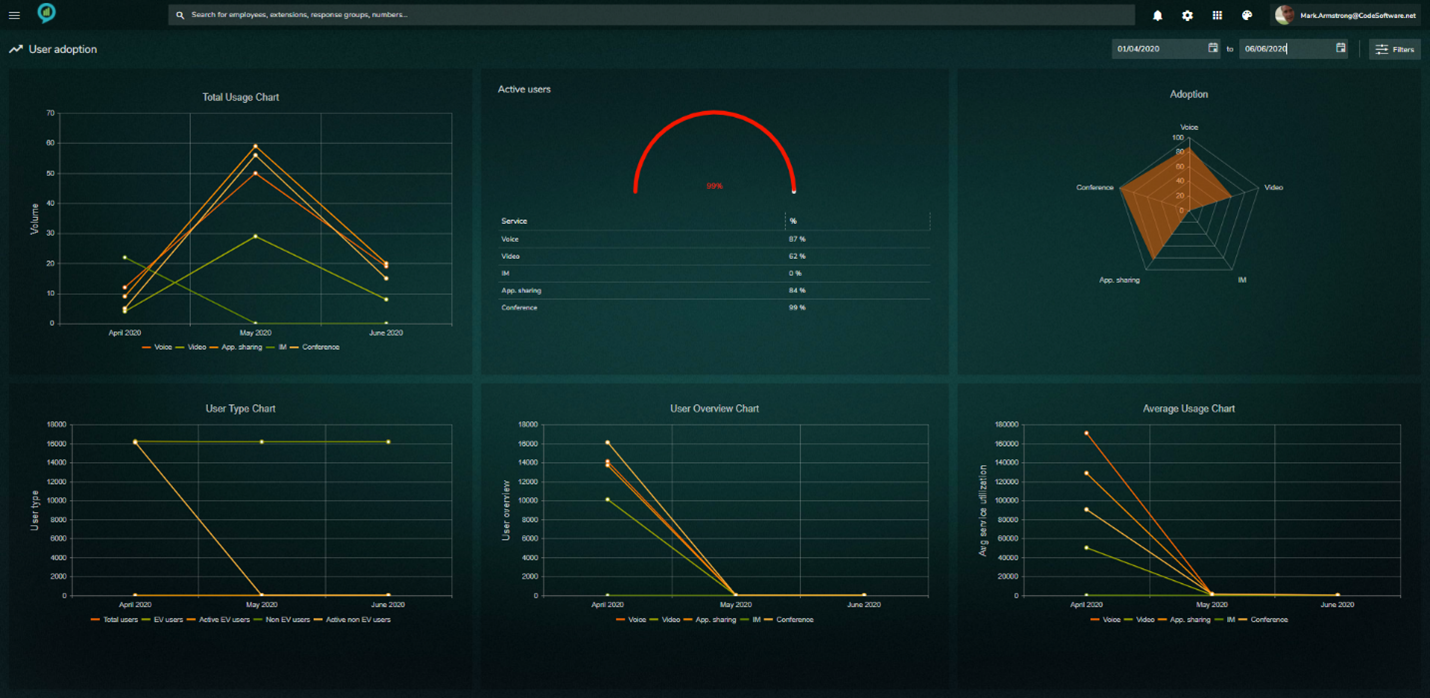 Search for employees, extensions, response groups, numbers...
Mark.Armstrong@CodeSoftware.net
User adoption
01/04/2020
to
06/06/2020
Filters
Total Usage Chart
Volume
70
60
50
40
30
20
10
0
April 2020 May 2020 June 2020
Voice Video App. sharing IM Conference
Active users
99%
Service %
Voice 87 %
Video 62 %
IM 0 %
App. sharing 84 %
Conference 99 %
Adoption
Voice
100
80
60
40
20
0
Conference
Video
App. sharing
IM
User Type Chart
User type
18000
16000
14000
12000
10000
8000
6000
4000
2000
0
April 2020 May 2020 June 2020
Total users EV users Active EV users Non EV users Active non EV users
User Overview Chart
User overview
18000
16000
14000
12000
10000
8000
6000
4000
2000
0
April 2020 May 2020 June 2020
Voice Video App. sharing IM Conference
Average Usage Chart
Avg service utilization
180000
160000
140000
120000
100000
80000
60000
40000
20000
0
April 2020 May 2020 June 2020
Voice Video App. sharing IM Conference